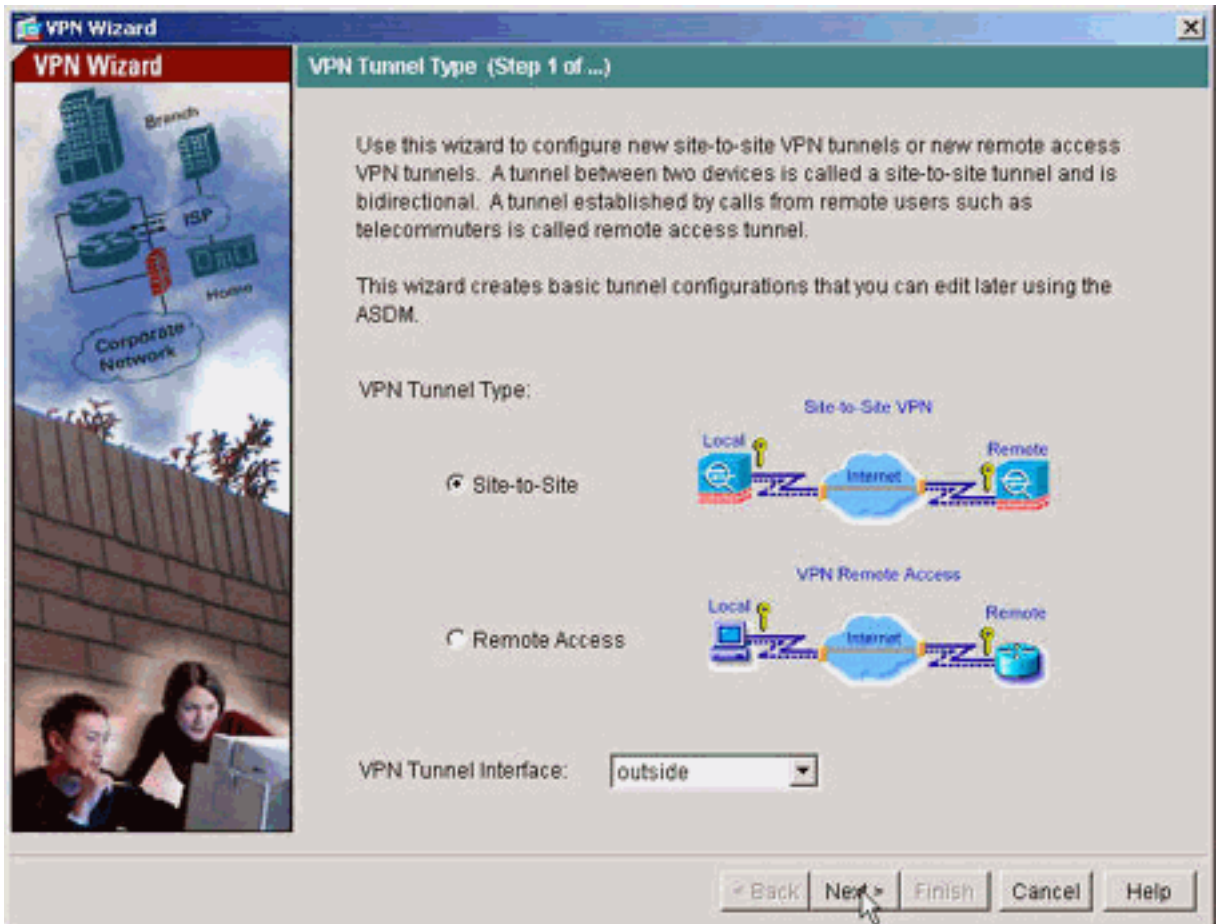 VPN Wizard
VPN Wizard
VPN Tunnel Type (Step 1 of ...)
Branch
ISP
Home
Corporate
Network
Use this wizard to configure new site-to-site VPN tunnels or new remote access
VPN tunnels. A tunnel between two devices is called a site-to-site tunnel and is
bidirectional. A tunnel established by calls from remote users such as
telecommuters is called remote access tunnel.
This wizard creates basic tunnel configurations that you can edit later using the
ASDM.
VPN Tunnel Type:
Site-to-Site VPN
Local
Remote
Internet
Site-to-Site
VPN Remote Access
Local
Remote
Internet
Remote Access
VPN Tunnel Interface:
outside
< Back
Next >
Finish
Cancel
Help